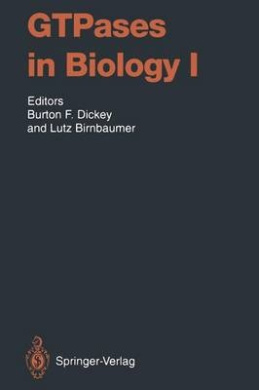 GTPases
in Biology I
Editors
Burton F. Dickey
and Lutz Birnbaumer
Springer-Verlag